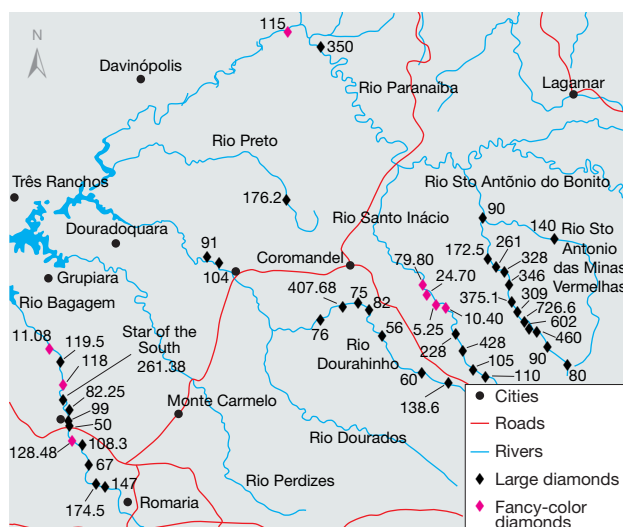 N
115
350
Davinópolis
Rio Paranaíba
Lagamar
Rio Preto
Três Ranchos
176.2
Rio Sto Antõnio do Bonito
90
140
Rio Sto
Antonio
das Minas
Vermelhas
Rio Santo Inácio
Douradoquara
91
104
Coromandel
79.80
24.70
172.5
261
328
346
309
375.1
726.6
602
460
90
80
Grupiara
Rio Bagagem
407.68
75
82
76
56
5.25
10.40
228
428
105
110
11.08
119.5
118
Star of the
South
261.38
82.25
99
50
Rio
Dourahinho
60
138.6
Monte Carmelo
128.48
108.3
67
147
174.5
Romaria
Rio Dourados
Rio Perdizes
Cities
Roads
Rivers
Large diamonds
Fancy-color
diamonds